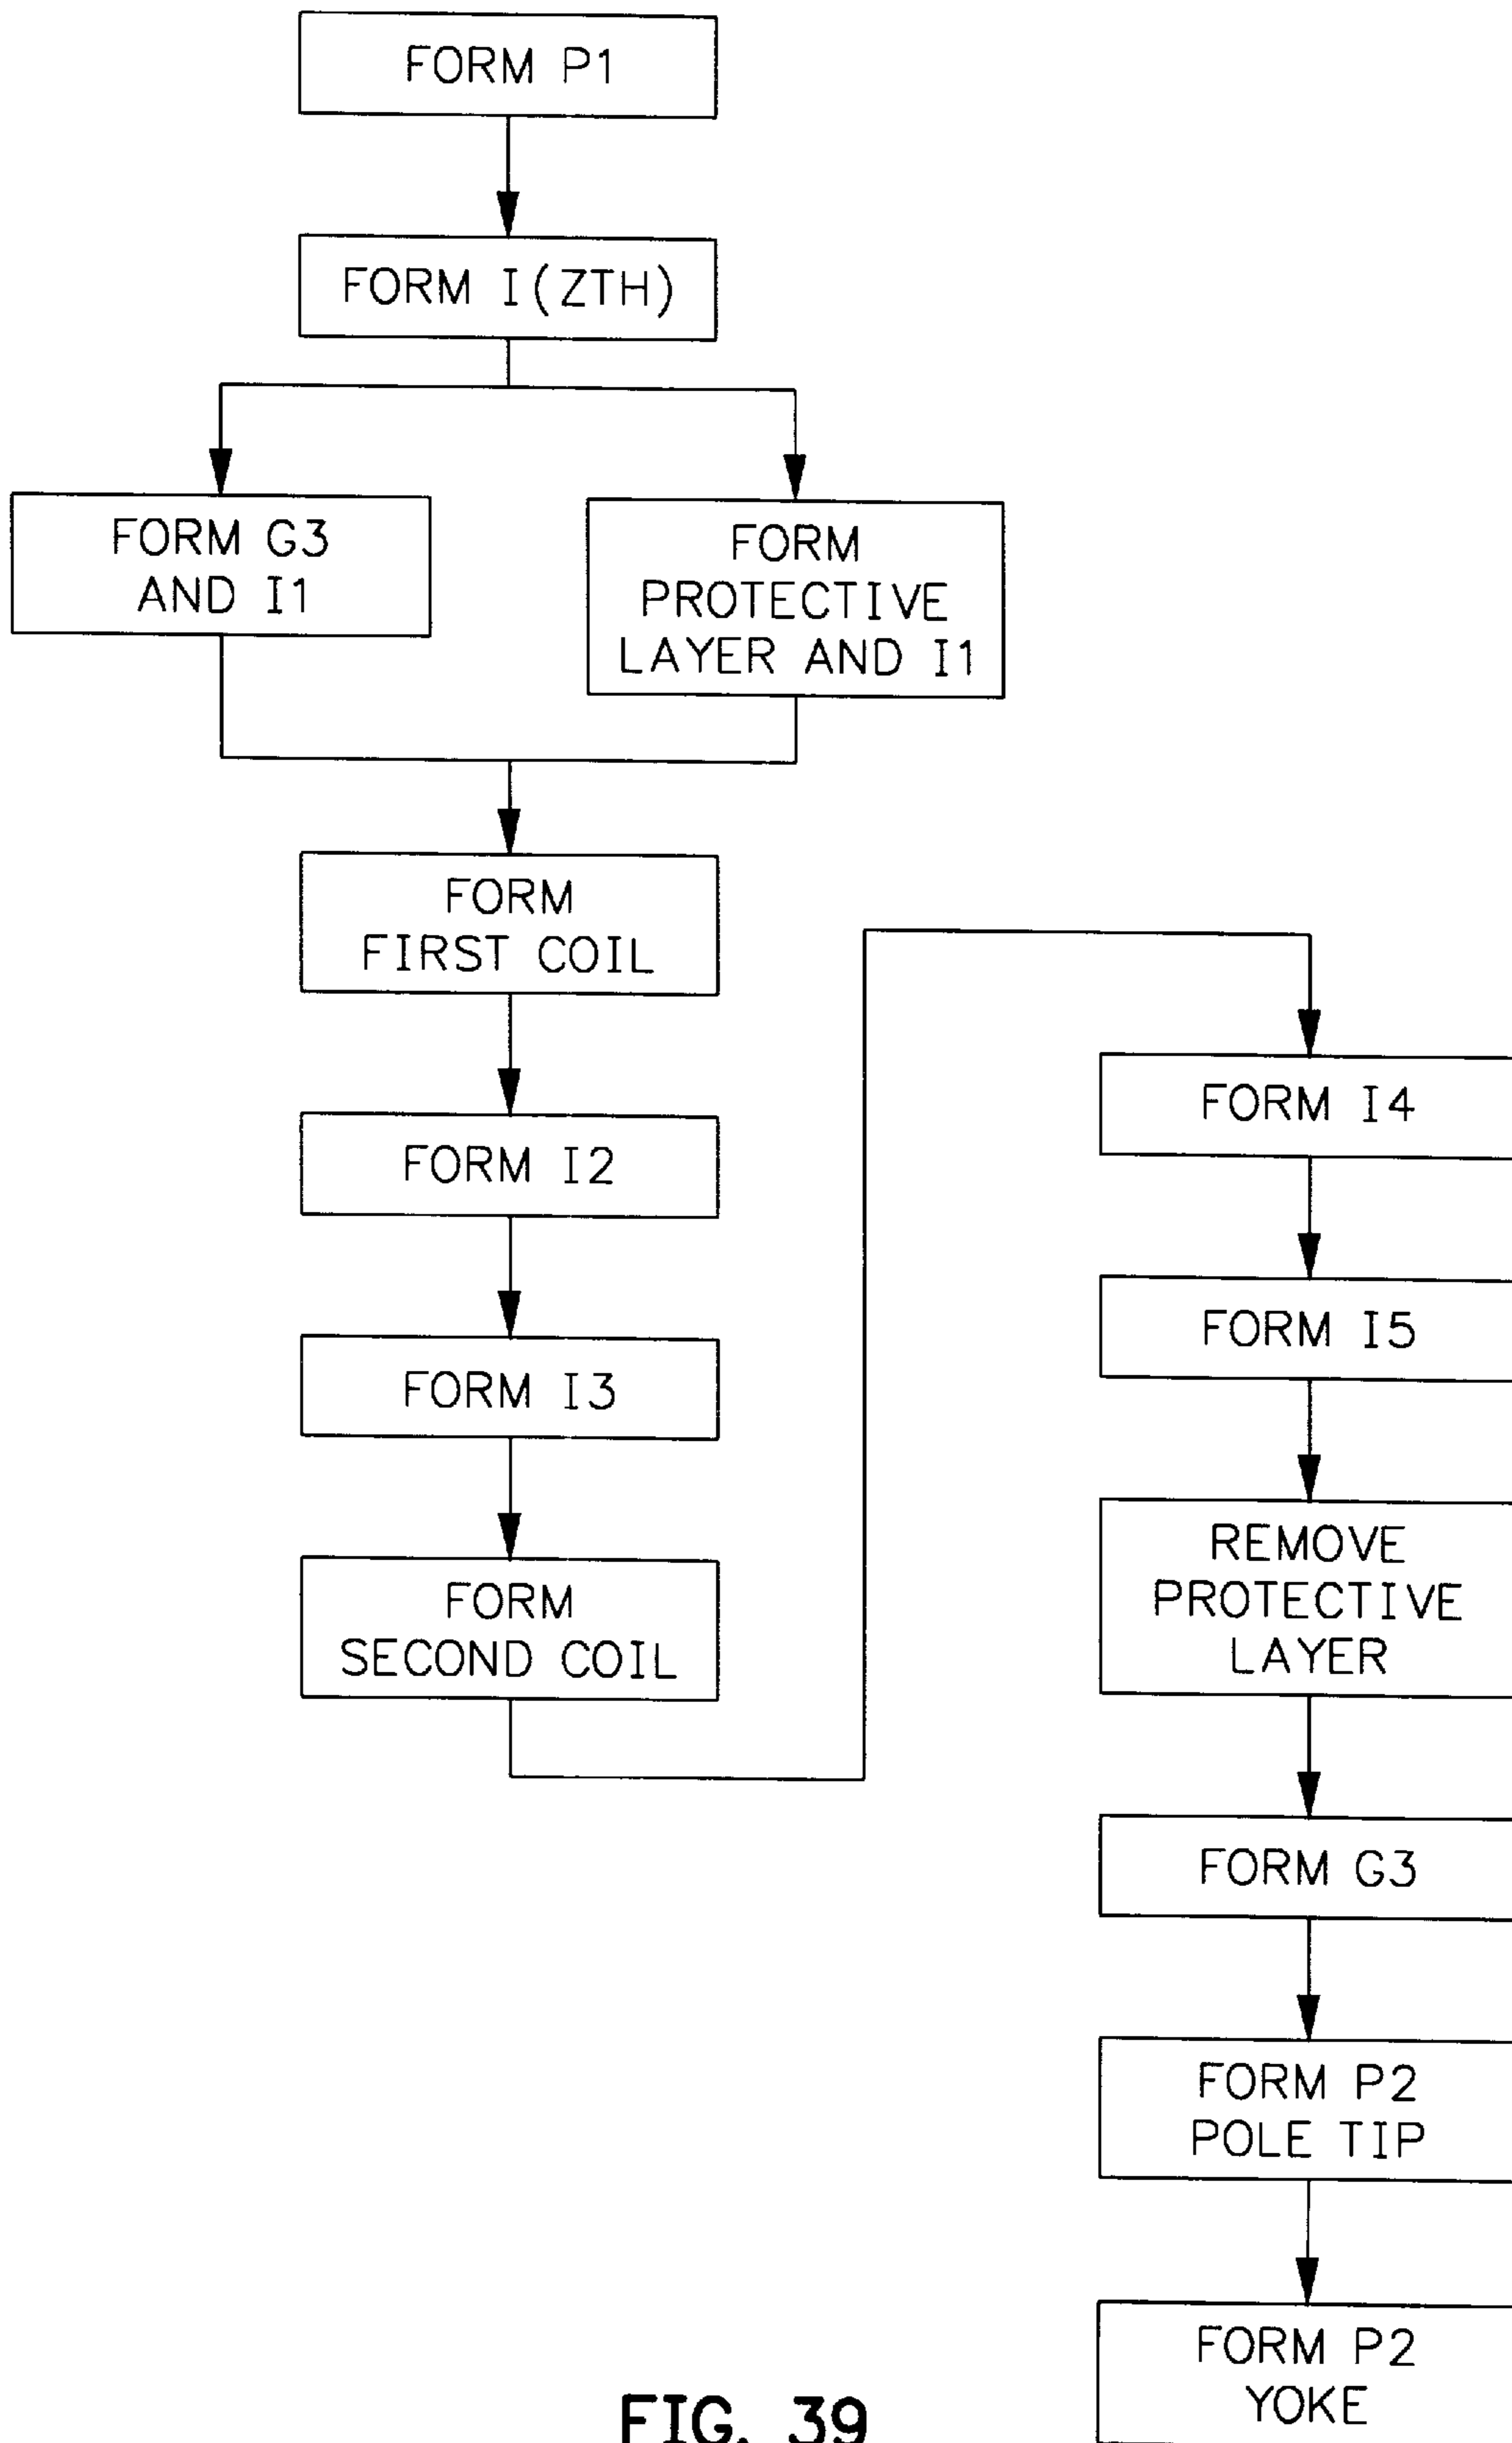 FORM P1
FORM I(ZTH)
FORM G3
AND I1
FORM
PROTECTIVE
LAYER AND I1
FORM
FIRST COIL
FORM I2
FORM I3
FORM
SECOND COIL
FORM I4
FORM I5
REMOVE
PROTECTIVE
LAYER
FORM G3
FORM P2
POLE TIP
FORM P2
YOKE
FIG. 39